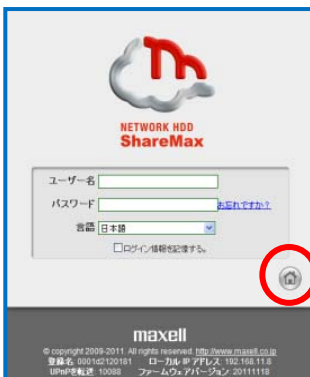 NETWORK HDD
ShareMax
ユーザー名
パスワード お忘れですか?
言語 日本語
ログイン情報を記憶する。
maxell
© copyright 2009-2011. All rights reserved. http://www.maxell.co.jp
登録名: 0001d2120181 ローカル IP アドレス: 192.168.11.8
UPnPを転送: 10088 ファームウェアバージョン: 20111118